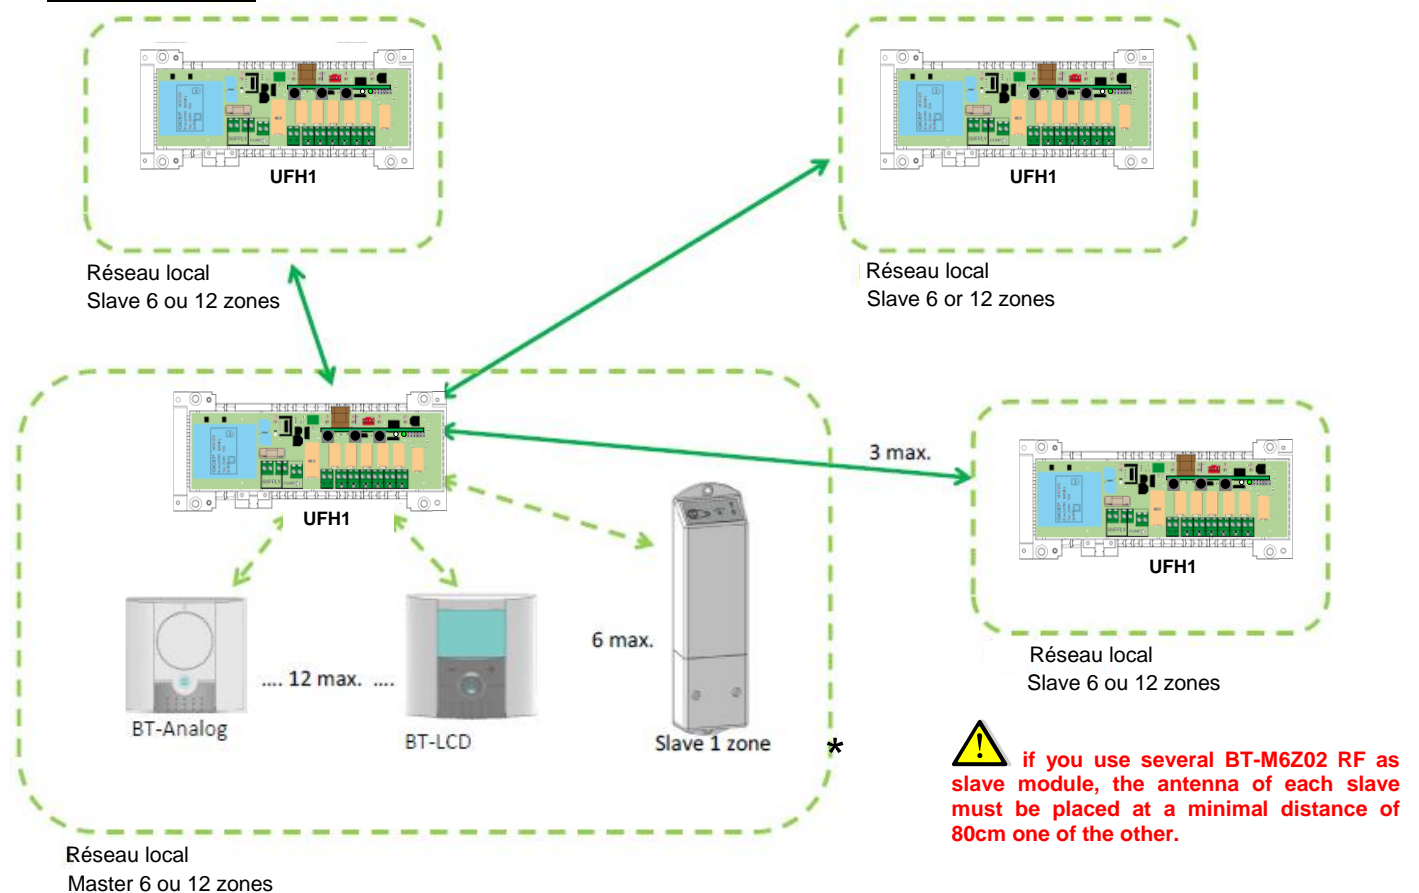 UFH1
UFH1
Réseau local
Slave 6 ou 12 zones
Réseau local
Slave 6 or 12 zones
3 max.
UFH1
UFH1
6 max.
.... 12 max. ....
BT-Analog
BT-LCD
Slave 1 zone
*
Réseau local
Slave 6 ou 12 zones
! if you use several BT-M6Z02 RF as
slave module, the antenna of each slave
must be placed at a minimal distance of
80cm one of the other.
Réseau local
Master 6 ou 12 zones